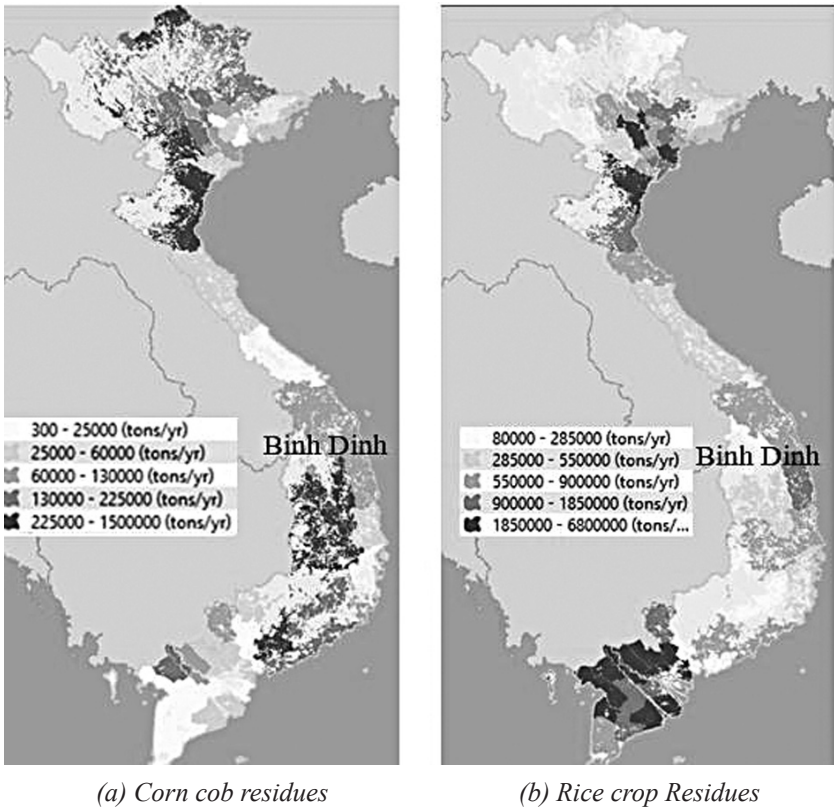 300 - 25000 (tons/yr)
25000 - 60000 (tons/yr)
60000 - 130000 (tons/yr)
130000 - 225000 (tons/yr)
225000 - 1500000 (tons/yr)
Binh Dinh
(a) Corn cob residues
80000 - 285000 (tons/yr)
285000 - 550000 (tons/yr)
550000 - 900000 (tons/yr)
900000 - 1850000 (tons/yr)
1850000 - 6800000 (tons/...
Binh Dinh
(b) Rice crop Residues